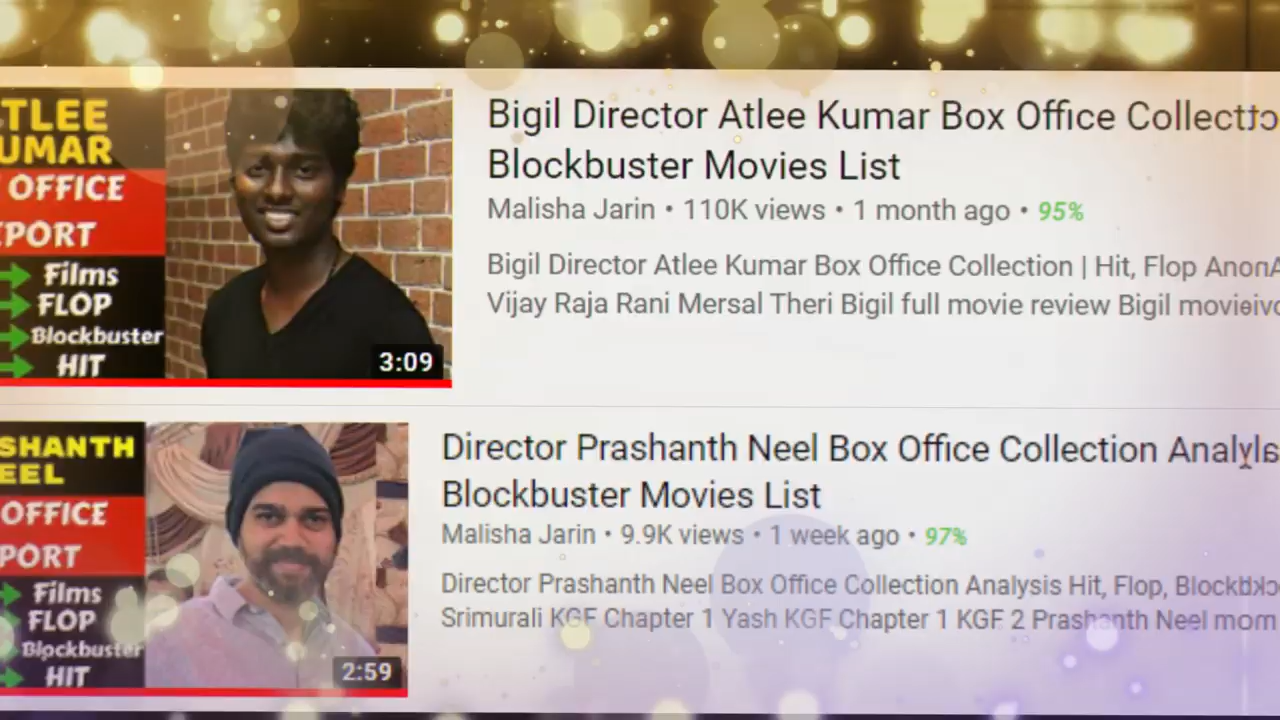 TLEE
UMAR
OFFICE
PORT
Films
FLOP
Blockbuster
HIT
3:09
Bigil Director Atlee Kumar Box Office
Blockbuster Movies List
Malisha Jarin • 110K views • 1 month ago • 95%
Bigil Director Atlee Kumar Box Office Collection | Hit, Flop
Vijay Raja Rani Mersal Theri Bigil full movie review Bigil
SHANTH
EEL
OFFICE
PORT
Films
FLOP
Blockbuster
HIT
2:59
Director Prashanth Neel Box Office Collection
Blockbuster Movies List
Malisha Jarin • 9.9K views • 1 week ago • 97%
Director Prashanth Neel Box Office Collection Analysis Hit, Flop,
Srimurali KGF Chapter 1 Yash KGF Chapter 1 KGF 2 Prashanth Neel